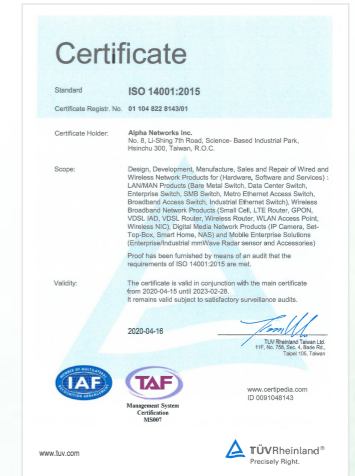 Certificate
Standard ISO 14001:2015
Certificate Registr. No. 01 104 822 8143/01
Certificate Holder: Alpha Networks Inc.
No. 8, Li-Shing 7th Road, Science- Based Industrial Park,
Hsinchu 300, Taiwan, R.O.C.
Scope: Design, Development, Manufacture, Sales and Repair of Wired and
Wireless Network Products for (Hardware, Software and Services) :
LAN/MAN Products (Bare Metal Switch, Data Center Switch,
Enterprise Switch, SMB Switch, Metro Ethernet Access Switch,
Broadband Access Switch, Industrial Ethernet Switch), Wireless
Broadband Network Products (Small Cell, LTE Router, GPON,
VDSL IAD, VDSL Router, Wireless Router, WLAN Access Point,
Wireless NIC), Digital Media Network Products (IP Camera, Set-
Top-Box, Smart Home, NAS) and Mobile Enterprise Solutions
(Enterprise/Industrial mmWave Radar sensor and Accessories)
Proof has been furnished by means of an audit that the
requirements of ISO 14001:2015 are met.
Validity: The certificate is valid in conjunction with the main certificate
from 2020-04-15 until 2023-02-28.
It remains valid subject to satisfactory surveillance audits.
2020-04-16
TÜV Rheinland Taiwan Ltd.
11F, No. 758, Sec. 4, Bade Rd.,
Taipei 105, Taiwan
IAF
TAF
Management System
Certification
MS007
www.certipedia.com
ID 0091048143
www.tuv.com
TÜVRheinland®
Precisely Right.